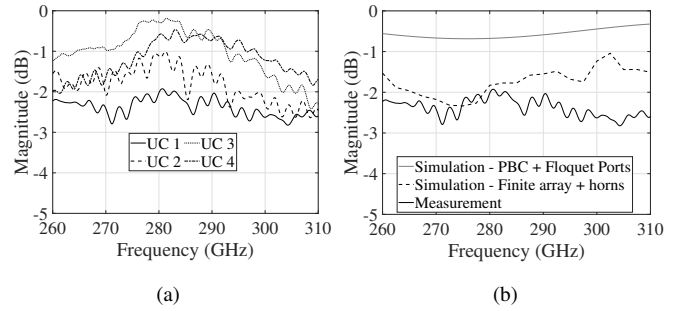 0
-1
-2
-3
-4
-5
Magnitude (dB)
UC 1
UC 3
UC 2
UC 4
260
270
280
290
300
310
Frequency (GHz)
(a)
0
-1
-2
-3
-4
-5
Magnitude (dB)
Simulation - PBC + Floquet Ports
Simulation - Finite array + horns
Measurement
260
270
280
290
300
310
Frequency (GHz)
(b)